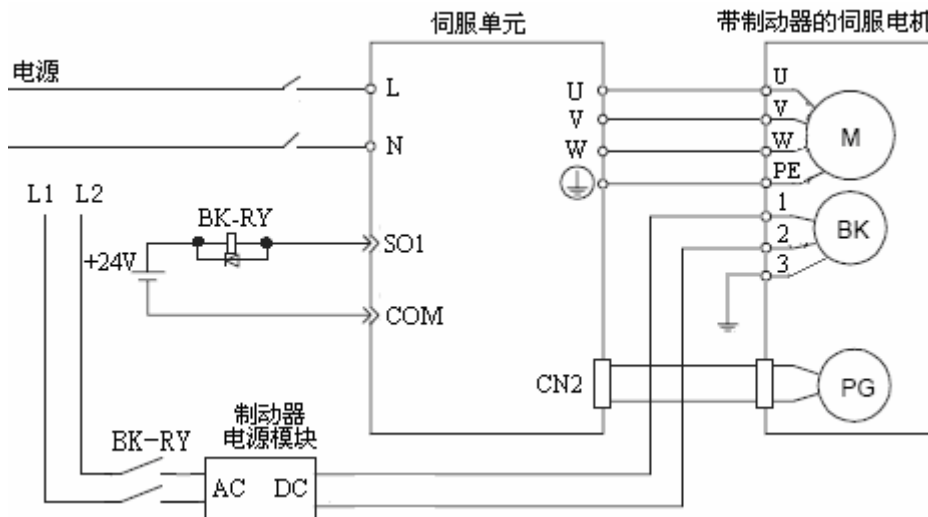 伺服单元
带制动器的伺服电机
电源
L
N
U
V
W
U
V
W
PE
M
L1 L2
BK-RY
+24V
SO1
COM
1
2
3
BK
CN2
PG
制动器
电源模块
BK-RY
AC DC